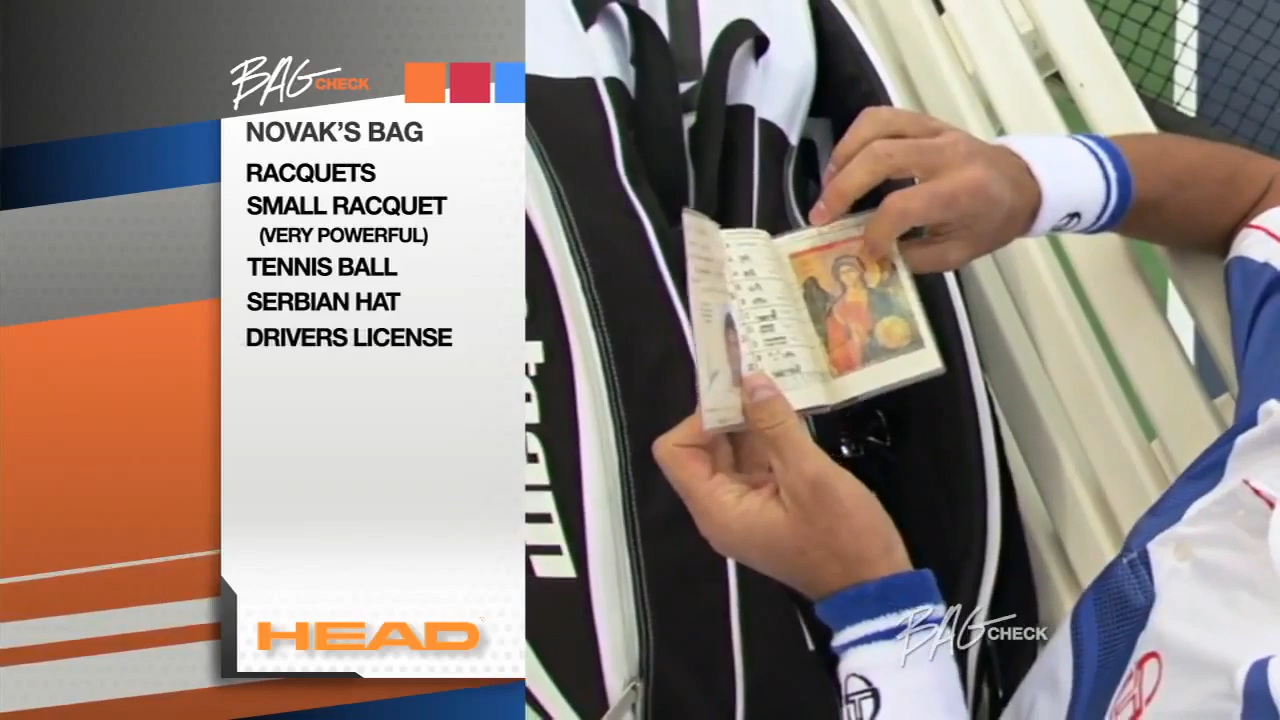 BAG CHECK
NOVAK'S BAG
RACQUETS
SMALL RACQUET
(VERY POWERFUL)
TENNIS BALL
SERBIAN HAT
DRIVERS LICENSE
HEAD
BAG CHECK